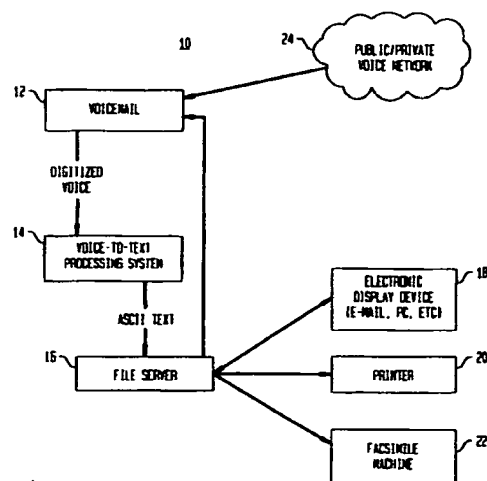 10
24
PUBLIC/PRIVATE
VOICE NETWORK
12
VOICEMAIL
DIGITIZED
VOICE
14
VOICE-TO-TEXT
PROCESSING SYSTEM
ASCII TEXT
16
FILE SERVER
ELECTRONIC
DISPLAY DEVICE
(E-MAIL, PC, ETC)
18
PRINTER
20
FACSIMILE
MACHINE
22